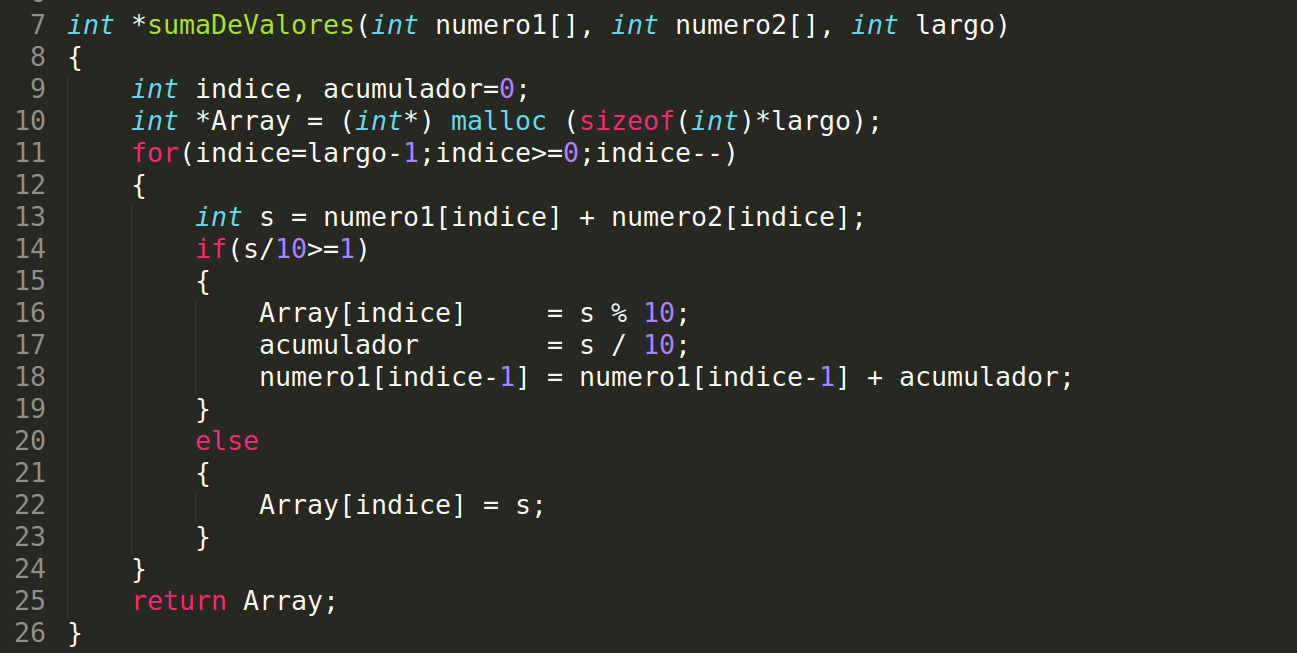 7 int *sumaDeValores(int numero1[], int numero2[], int largo)
8 {
9     int indice, acumulador=0;
10     int *Array = (int*) malloc (sizeof(int)*largo);
11     for(indice=largo-1;indice>=0;indice--)
12     {
13         int s = numero1[indice] + numero2[indice];
14         if(s/10>=1)
15         {
16             Array[indice]     = s % 10;
17             acumulador        = s / 10;
18             numero1[indice-1] = numero1[indice-1] + acumulador;
19         }
20         else
21         {
22             Array[indice] = s;
23         }
24     }
25     return Array;
26 }